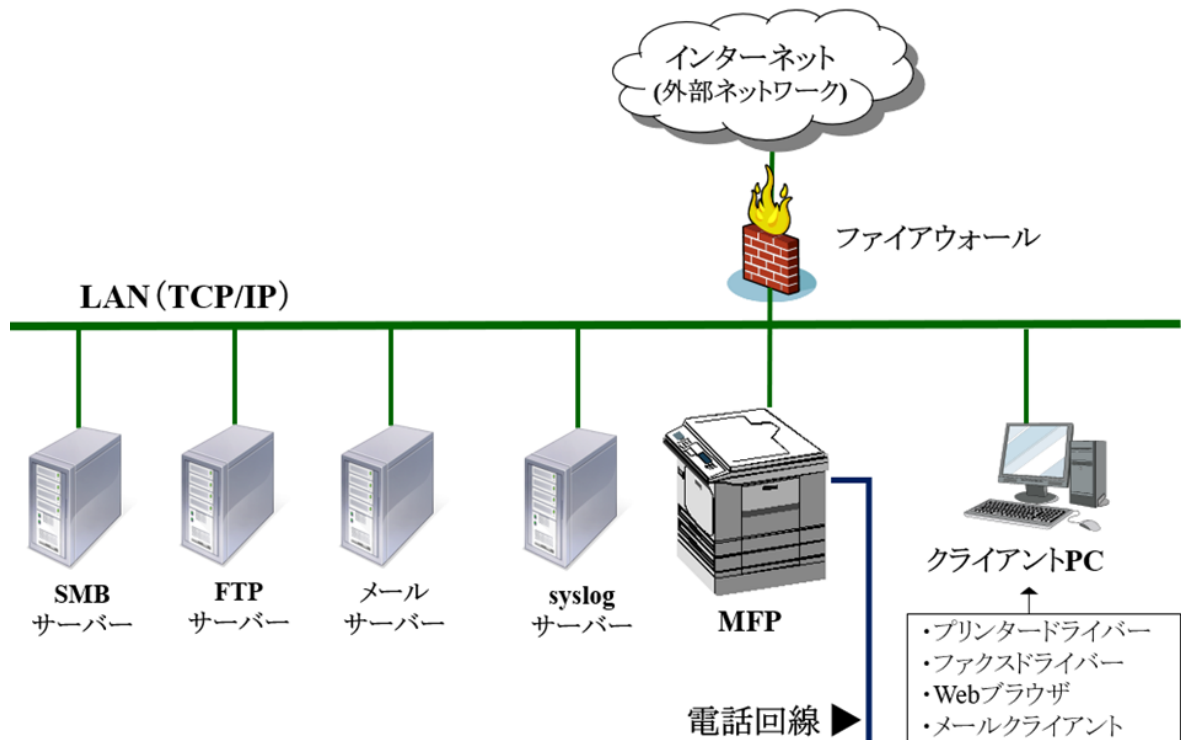 インターネット
(外部ネットワーク)
ファイアウォール
LAN（TCP/IP）
SMB
サーバー
FTP
サーバー
メール
サーバー
syslog
サーバー
MFP
クライアントPC
・プリンタードライバー
・ファクスドライバー
・Webブラウザ
・メールクライアント
電話回線 ▶